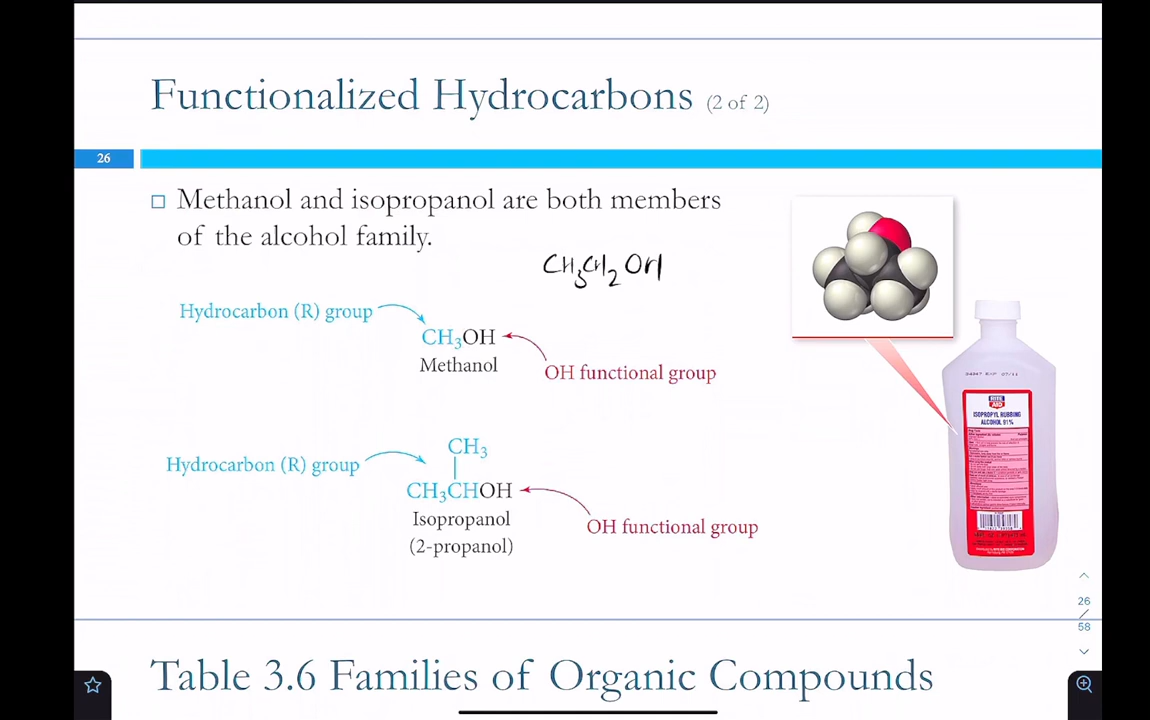 Functionalized Hydrocarbons (2 of 2)
26
□ Methanol and isopropanol are both members
of the alcohol family.
CH₃CH₂OH
Hydrocarbon (R) group
CH₃OH
Methanol
OH functional group
CH₃
Hydrocarbon (R) group
CH₃CHOH
Isopropanol
(2-propanol)
OH functional group
ISOPROPYL RUBBING
ALCOHOL 91%
26
/
58
Table 3.6 Families of Organic Compounds